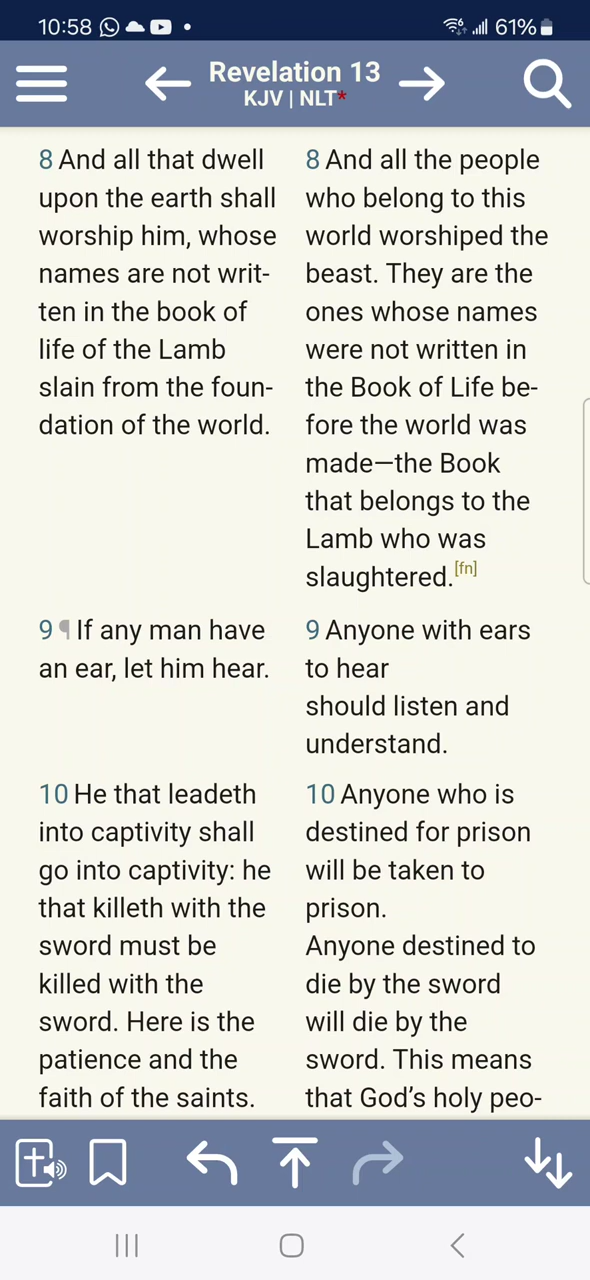 10:58 61%
Revelation 13
KJV | NLT*
8 And all that dwell
upon the earth shall
worship him, whose
names are not writ-
ten in the book of
life of the Lamb
slain from the foun-
dation of the world.
8 And all the people
who belong to this
world worshiped the
beast. They are the
ones whose names
were not written in
the Book of Life be-
fore the world was
made—the Book
that belongs to the
Lamb who was
slaughtered.[fn]
9 ¶ If any man have
an ear, let him hear.
9 Anyone with ears
to hear
should listen and
understand.
10 He that leadeth
into captivity shall
go into captivity: he
that killeth with the
sword must be
killed with the
sword. Here is the
patience and the
faith of the saints.
10 Anyone who is
destined for prison
will be taken to
prison.
Anyone destined to
die by the sword
will die by the
sword. This means
that God's holy peo-